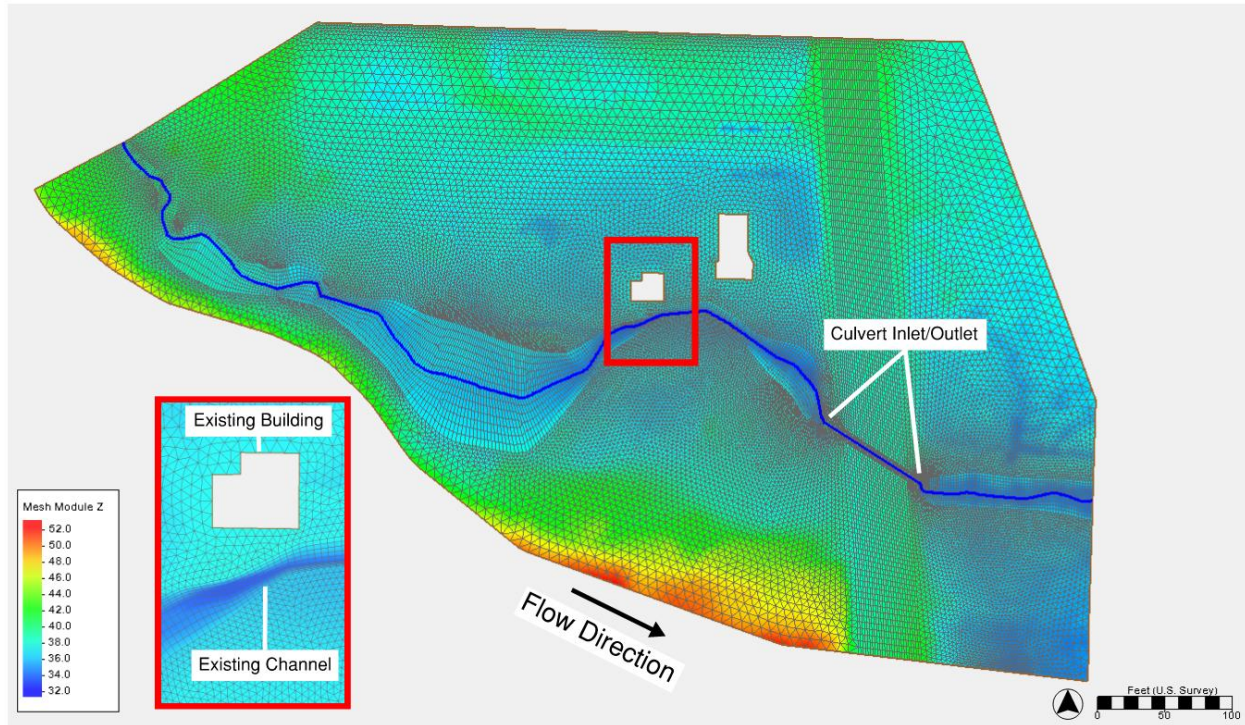 Culvert Inlet/Outlet
Existing Building
Existing Channel
Mesh Module Z
52.0
50.0
48.0
46.0
44.0
42.0
40.0
38.0
36.0
34.0
32.0
Flow Direction
Feet (U.S. Survey)
0 50 100